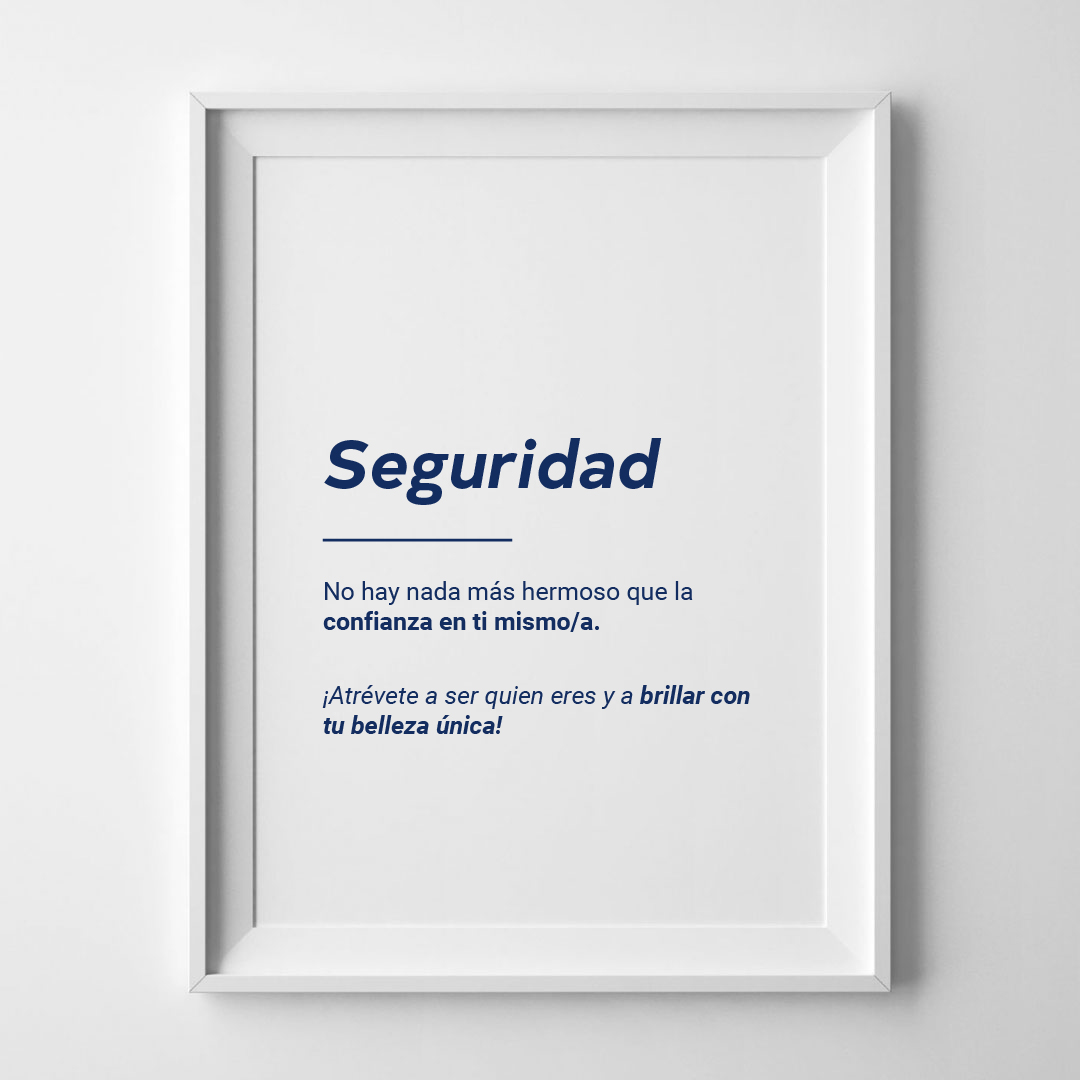 Seguridad
No hay nada más hermoso que la
confianza en ti mismo/a.
¡Atrévete a ser quien eres y a brillar con
tu belleza única!